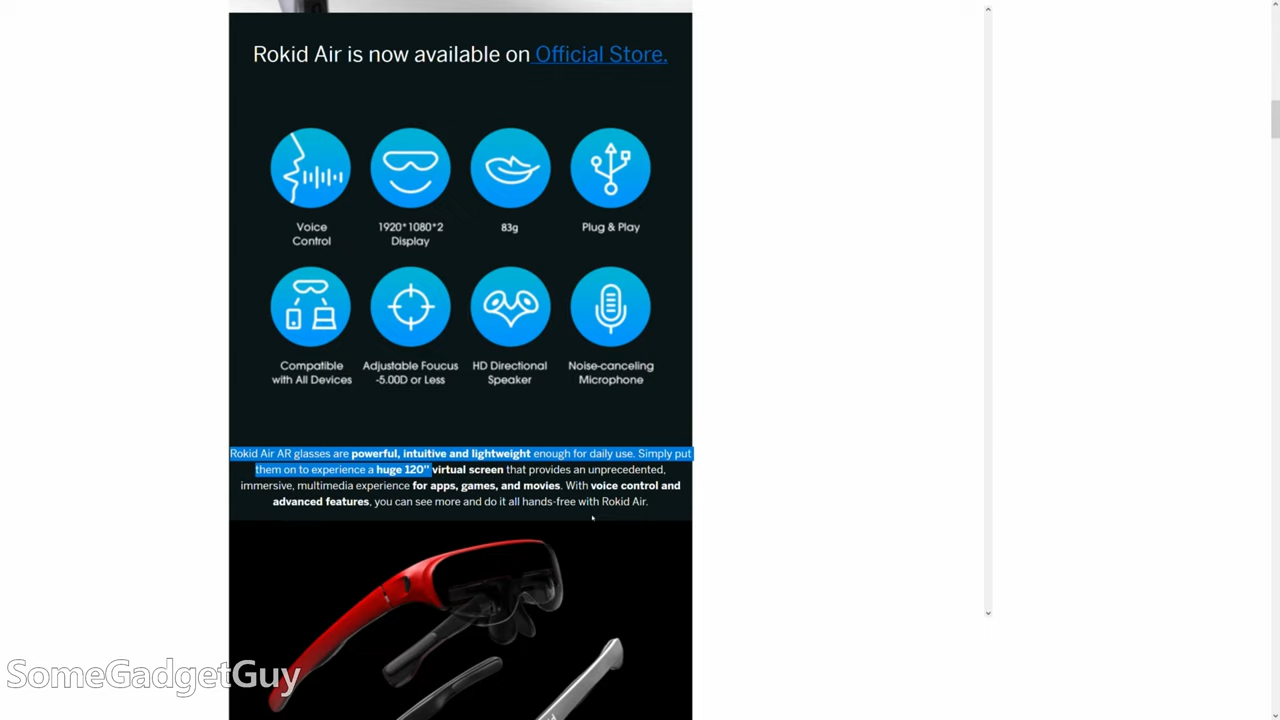 Rokid Air is now available on Official Store.
Voice
Control
1920*1080*2
Display
83g
Plug & Play
Compatible
with All Devices
Adjustable Foucus
-5.00D or Less
HD Directional
Speaker
Noise-canceling
Microphone
Rokid Air AR glasses are powerful, intuitive and lightweight enough for daily use. Simply put
them on to experience a huge 120" virtual screen that provides an unprecedented,
immersive, multimedia experience for apps, games, and movies. With voice control and
advanced features, you can see more and do it all hands-free with Rokid Air.
SomeGadgetGuy